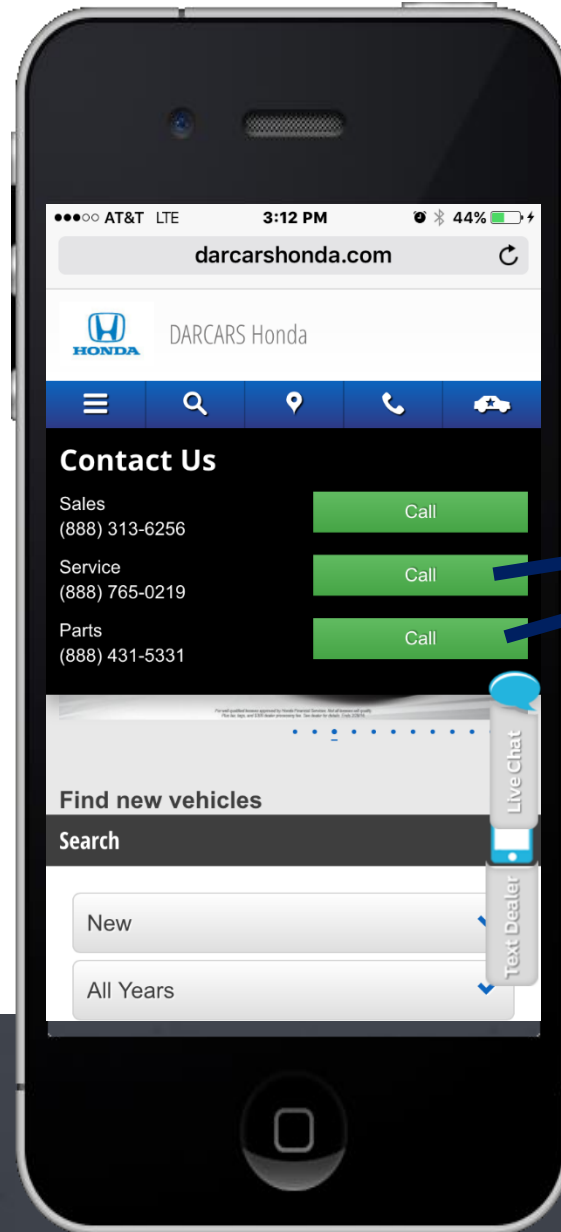 ●●●○○ AT&T LTE 3:12 PM 44%
darcarshonda.com
HONDA
DARCARS Honda
Contact Us
Sales
(888) 313-6256
Call
Service
(888) 765-0219
Call
Parts
(888) 431-5331
Call
Live Chat
Find new vehicles
Search
Text Dealer
New
All Years